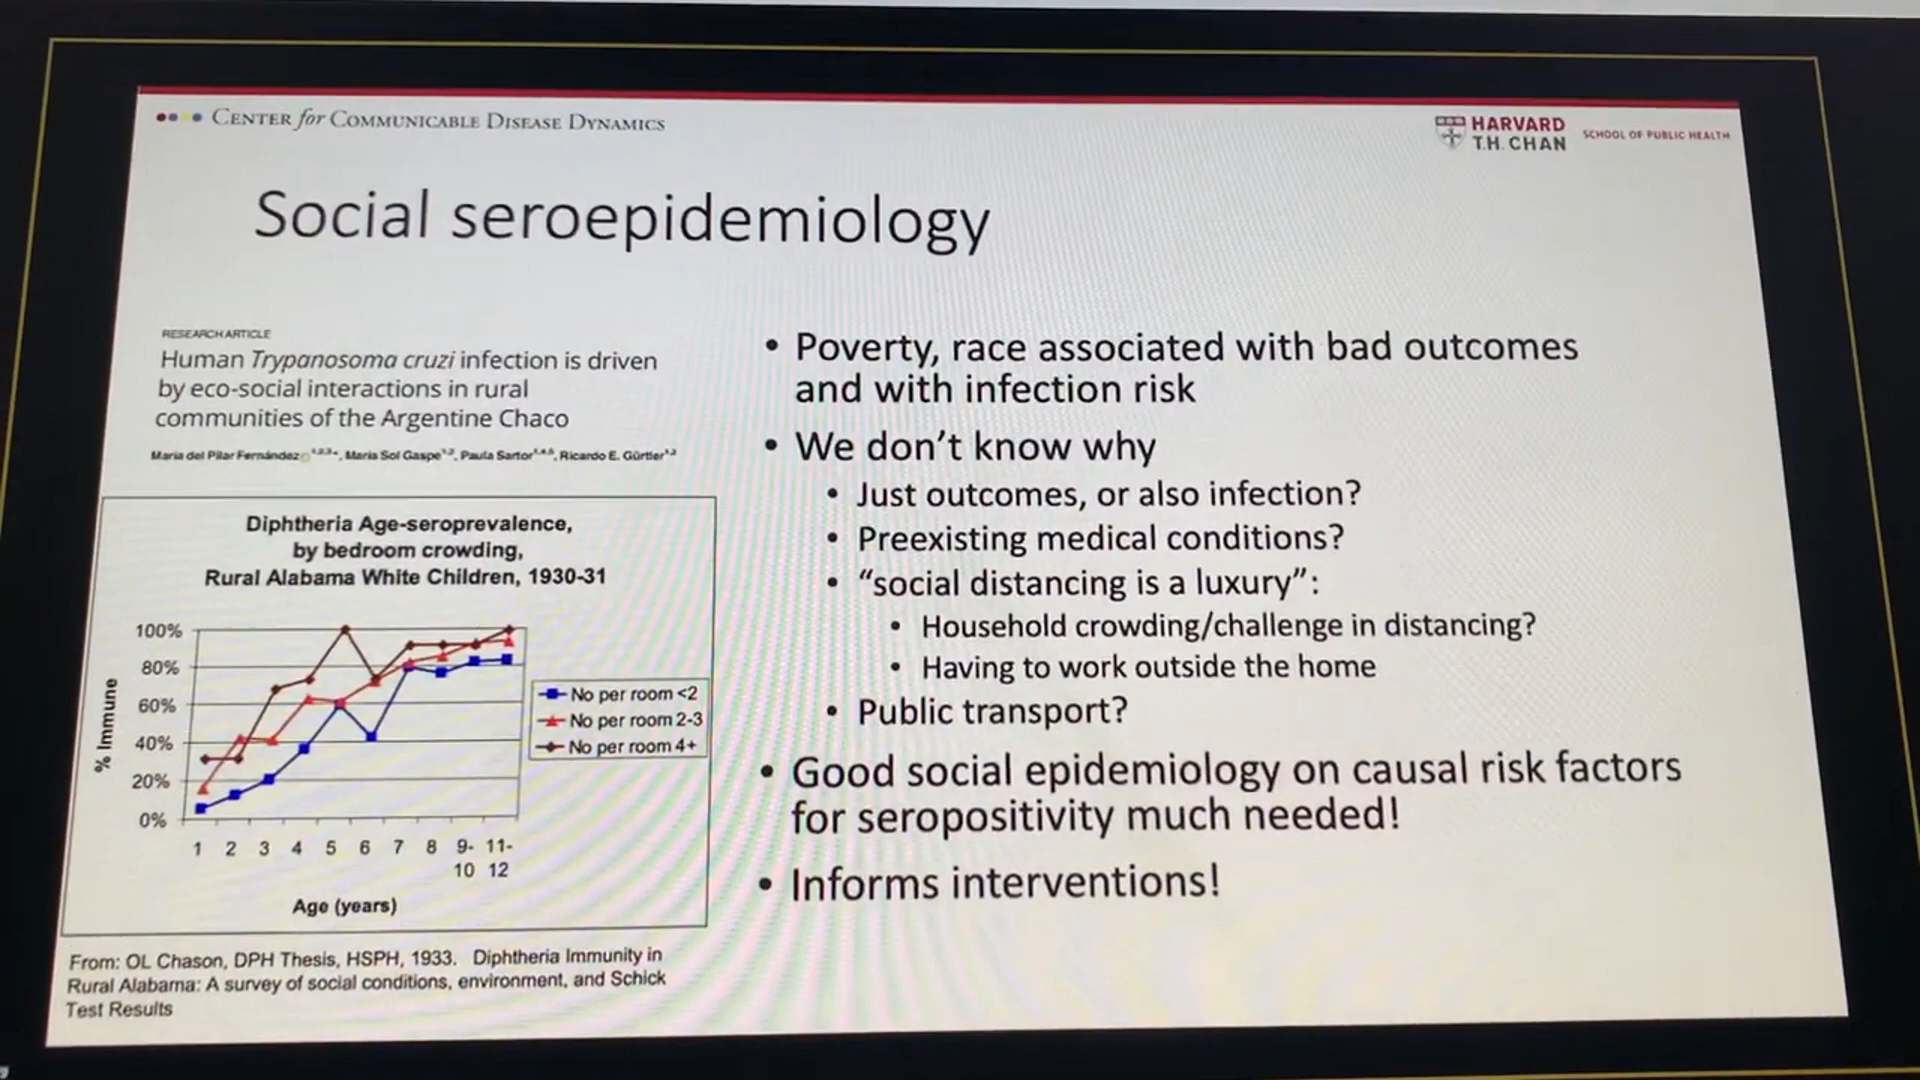 CENTER for COMMUNICABLE DISEASE DYNAMICS
HARVARD
T.H. CHAN
SCHOOL OF PUBLIC HEALTH
Social seroepidemiology
RESEARCH ARTICLE
Human Trypanosoma cruzi infection is driven
by eco-social interactions in rural
communities of the Argentine Chaco
María del Pilar Fernández, María Sol Gaspe, Paula Sartor, Ricardo E. Gürtler
Diphtheria Age-seroprevalence,
by bedroom crowding,
Rural Alabama White Children, 1930-31
100%
80%
60%
40%
20%
0%
% Immune
1 2 3 4 5 6 7 8 9- 11-
10 12
Age (years)
No per room <2
No per room 2-3
No per room 4+
From: OL Chason, DPH Thesis, HSPH, 1933. Diphtheria Immunity in
Rural Alabama: A survey of social conditions, environment, and Schick
Test Results
• Poverty, race associated with bad outcomes
and with infection risk
• We don't know why
• Just outcomes, or also infection?
• Preexisting medical conditions?
• “social distancing is a luxury”:
• Household crowding/challenge in distancing?
• Having to work outside the home
• Public transport?
• Good social epidemiology on causal risk factors
for seropositivity much needed!
• Informs interventions!